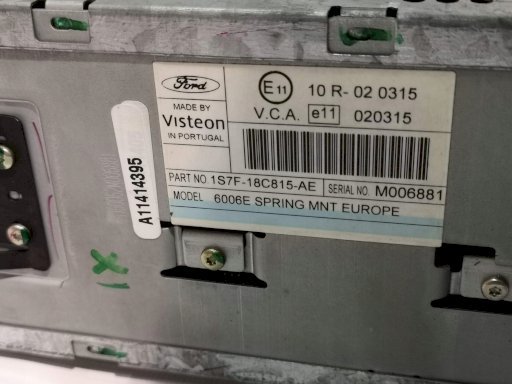 Ford
MADE BY
Visteon
IN PORTUGAL
E11
10 R- 02 0315
V.C.A. e11 020315
PART NO 1S7F-18C815-AE SERIAL NO. M006881
MODEL 6006E SPRING MNT EUROPE
A11414395